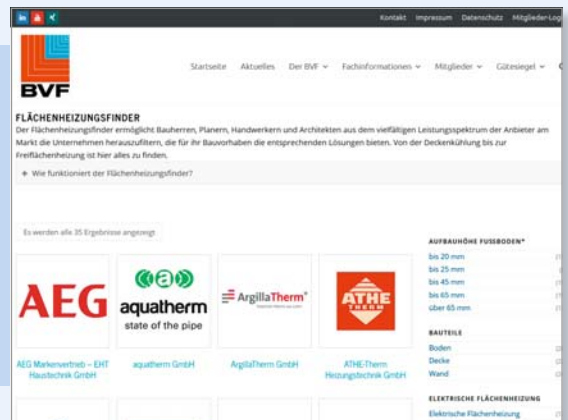 Kontakt Impressum Datenschutz Mitglieder-Log
BVF
Startseite Aktuelles Der BVF Fachinformationen Mitglieder Gütesiegel
FLÄCHENHEIZUNGSFINDER
Der Flächenheizungsfinder ermöglicht Bauherren, Planern, Handwerkern und Architekten aus dem vielfältigen Leistungsspektrum der Anbieter am
Markt die Unternehmen herauszufiltern, die für ihr Bauvorhaben die entsprechenden Lösungen bieten. Von der Deckenkühlung bis zur
Freiflächenheizung ist hier alles zu finden.
+ Wie funktioniert der Flächenheizungsfinder?
Es werden alle 35 Ergebnisse angezeigt
AEG
aquatherm
state of the pipe
ArgillaTherm
ATHE
THERM
AEG Markenvertrieb – EHT
Haustechnik GmbH
aquatherm GmbH
ArgillaTherm GmbH
ATHE-Therm
Heizungstechnik GmbH
AUFBAUHÖHE FUSSBODEN*
bis 20 mm
bis 25 mm
bis 45 mm
bis 65 mm
über 65 mm
BAUTEILE
Boden
Decke
Wand
ELEKTRISCHE FLÄCHENHEIZUNG
Elektrische Flächenheizung